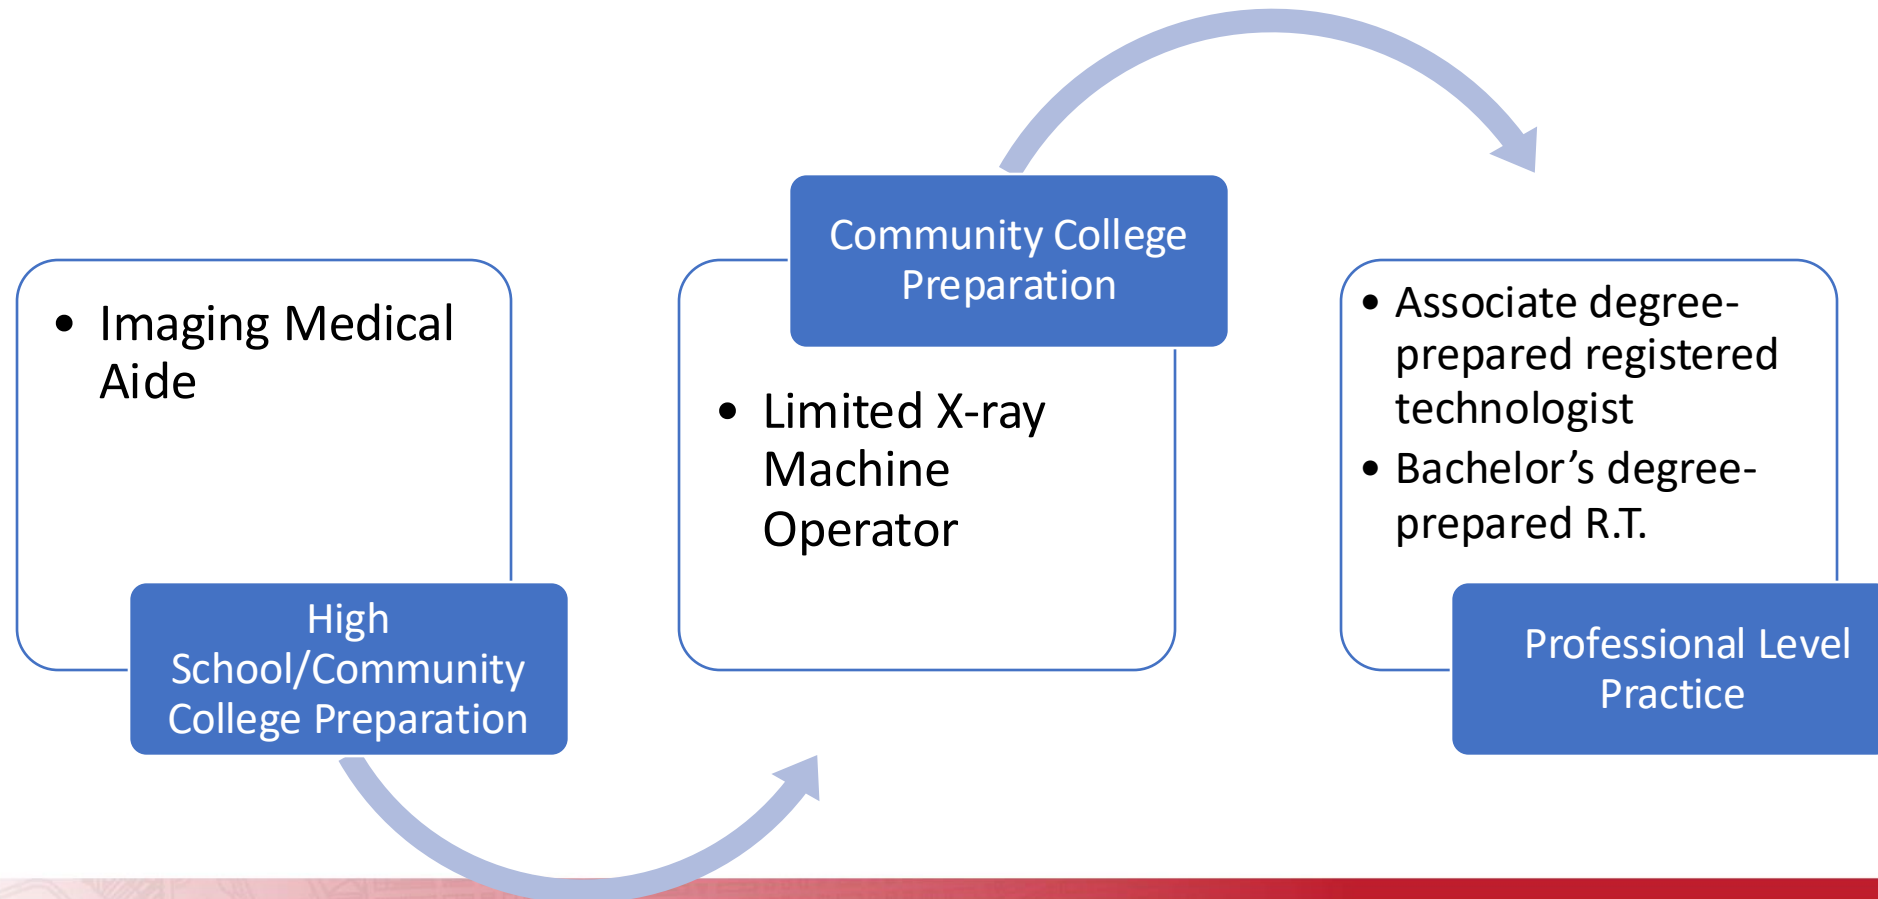 • Imaging Medical
Aide
High
School/Community
College Preparation
Community College
Preparation
• Limited X-ray
Machine
Operator
• Associate degree-
prepared registered
technologist
• Bachelor’s degree-
prepared R.T.
Professional Level
Practice